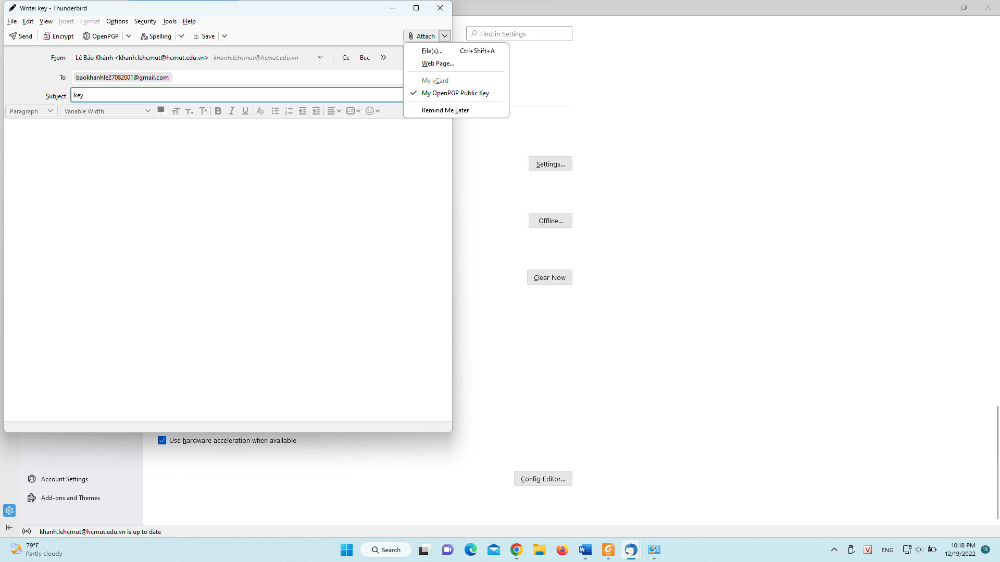 Write: key - Thunderbird
File Edit View Insert Format Options Security Tools Help
Send Encrypt OpenPGP Spelling Save Attach
Find in Settings
From Lê Bảo Khánh <khanh.lehcmut@hcmut.edu.vn> khanh.lehcmut@hcmut.edu.vn Cc Bcc
To baokhanhle27082001@gmail.com
Subject key
Paragraph Variable Width
File(s)... Ctrl+Shift+A
Web Page...
My vCard
My OpenPGP Public Key
Remind Me Later
Settings...
Offline...
Clear Now
Use hardware acceleration when available
Config Editor...
Account Settings
Add-ons and Themes
khanh.lehcmut@hcmut.edu.vn is up to date
79°F
Partly cloudy
Search
ENG
10:18 PM
12/19/2022
13